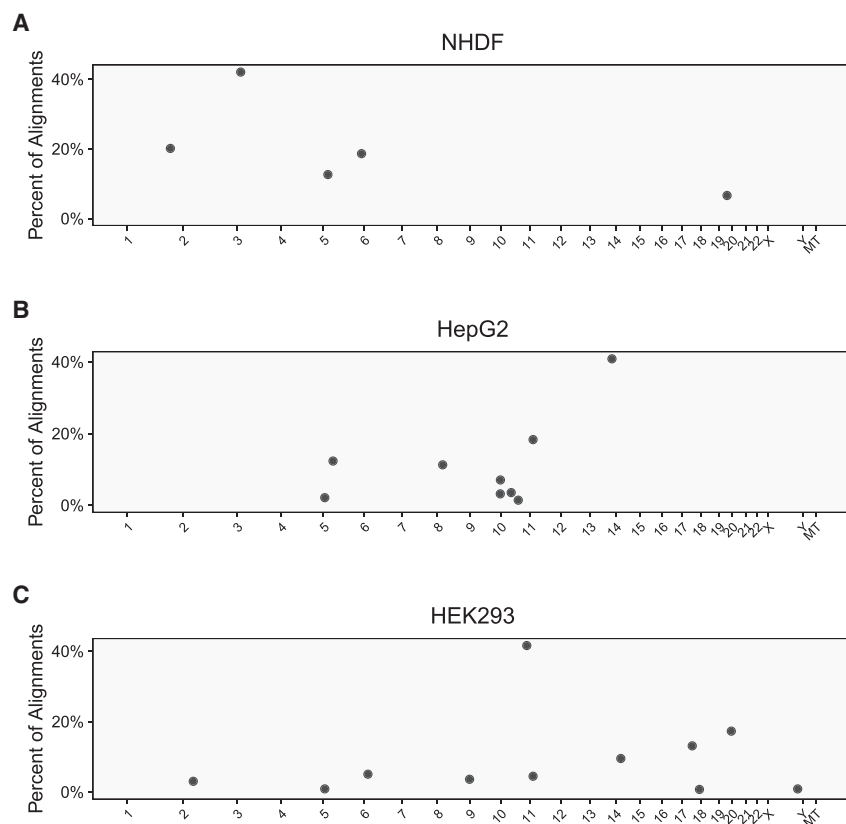 A
NHDF
Percent of Alignments
40%
20%
0%
1 2 3 4 5 6 7 8 9 10 11 12 13 14 15 16 17 18 19 20 21 22 X Y MT
B
HepG2
Percent of Alignments
40%
20%
0%
1 2 3 4 5 6 7 8 9 10 11 12 13 14 15 16 17 18 19 20 21 22 X Y MT
C
HEK293
Percent of Alignments
40%
20%
0%
1 2 3 4 5 6 7 8 9 10 11 12 13 14 15 16 17 18 19 20 21 22 X Y MT